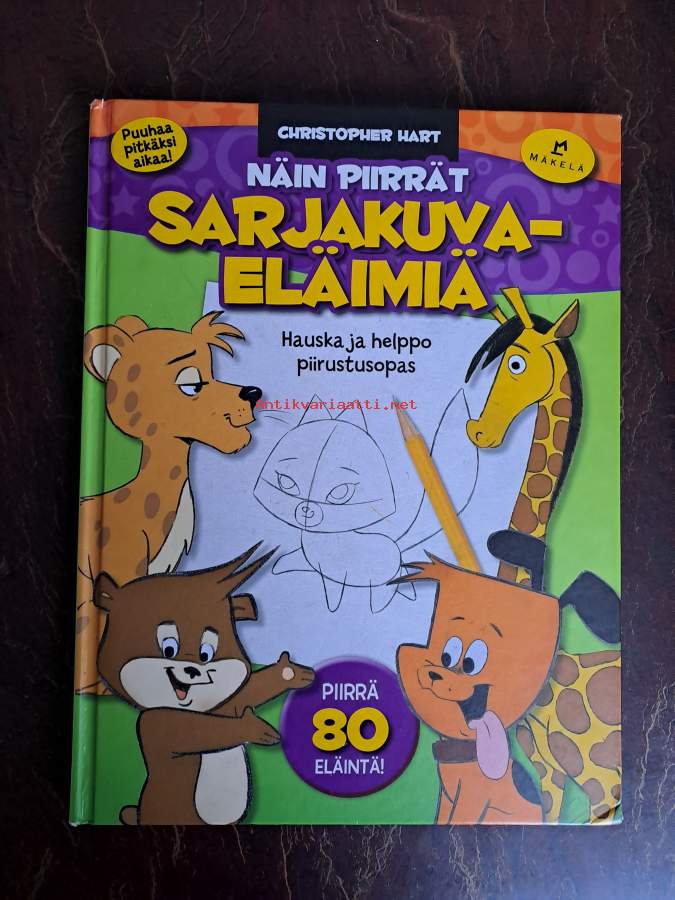 CHRISTOPHER HART
Puuhaa
pitkäksi
aikaa!
MÄKELÄ
NÄIN PIIRRÄT
SARJAKUVA-
ELÄIMIÄ
Hauska ja helppo
piirustusopas
Antikvariaatti.net
PIIRRÄ
80
ELÄINTÄ!